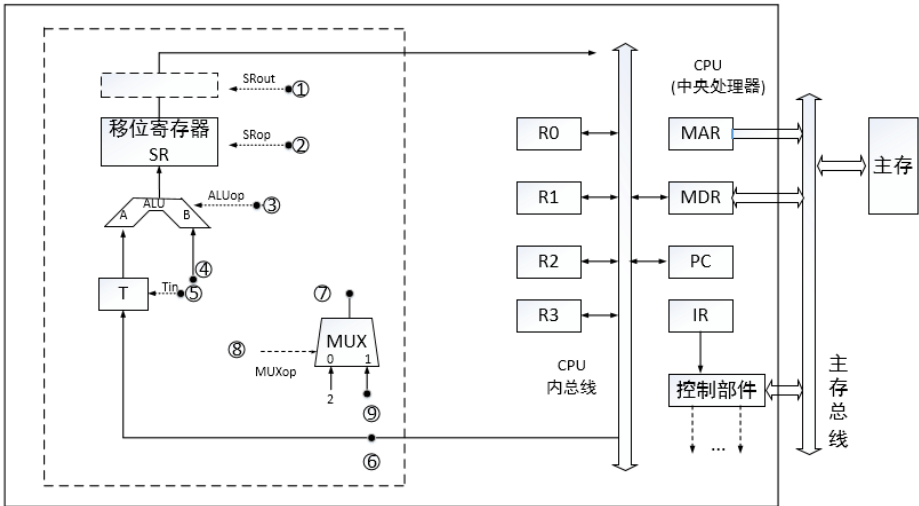 SRout
①
移位寄存器
SR
SRop
②
ALU
A
B
ALUop
③
④
T
Tin
⑤
⑦
⑧
MUXop
MUX
0
1
2
⑨
⑥
CPU
(中央处理器)
R0
R1
R2
R3
MAR
MDR
PC
IR
CPU
内总线
控制部件
...
主存
主存总线